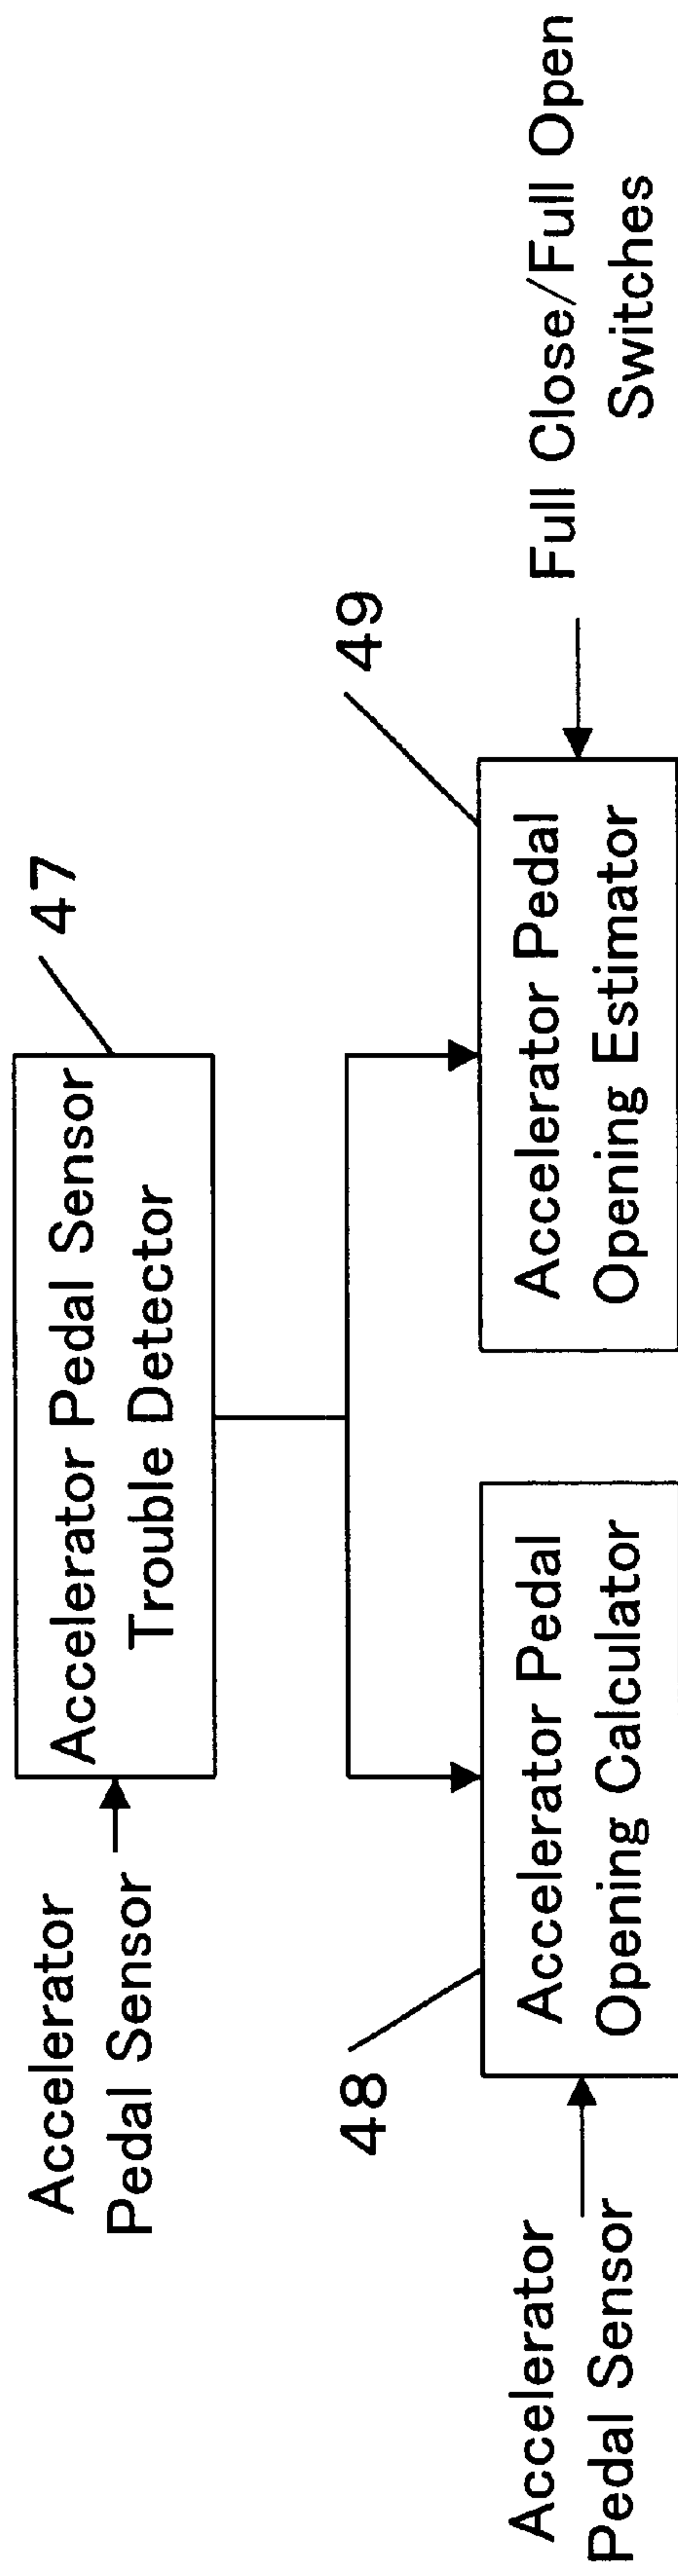 Accelerator
Pedal Sensor
Accelerator Pedal Sensor
Trouble Detector
47
48
49
Accelerator
Pedal Sensor
Accelerator Pedal
Opening Calculator
Accelerator Pedal
Opening Estimator
Full Close/Full Open
Switches